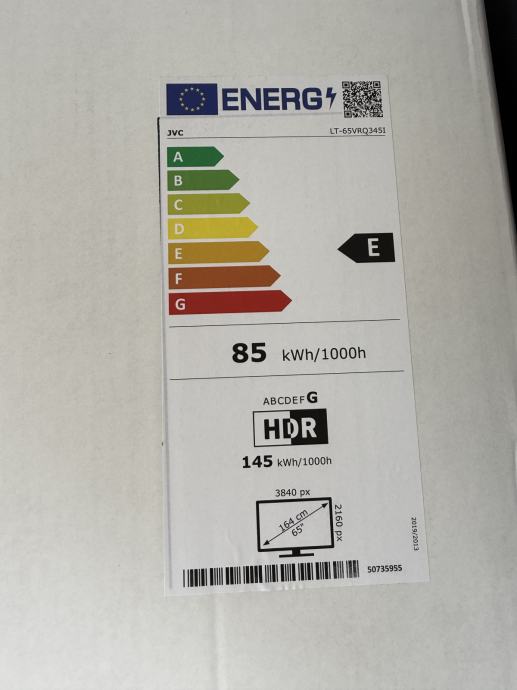 ENERG
JVC
LT-65VRQ345I
A
B
C
D
E
F
G
E
85 kWh/1000h
ABCDEFG
HDR
145 kWh/1000h
3840 px
2160 px
164 cm
65"
2019/2013
50735955